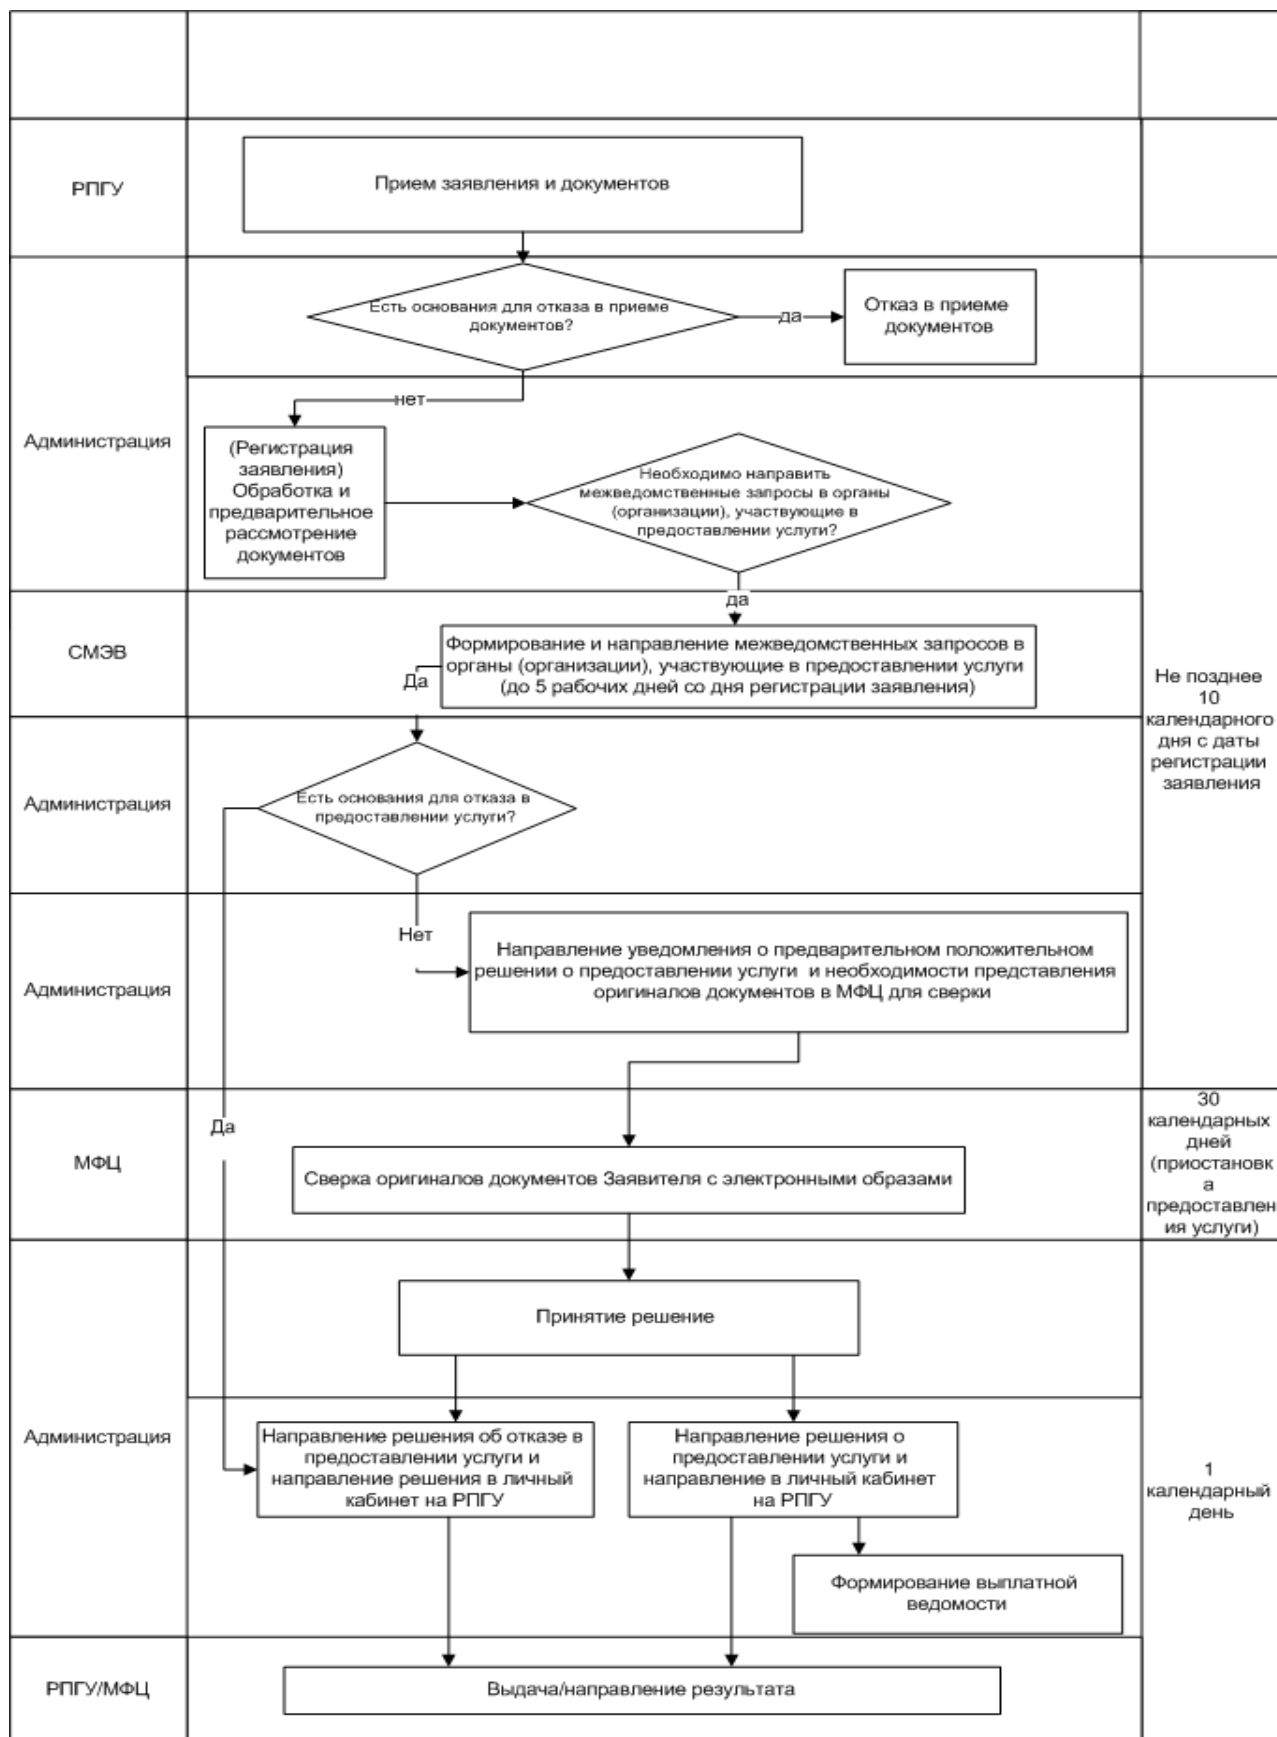 РПГУ
Прием заявления и документов
Есть основания для отказа в приеме
документов?
да
Отказ в приеме
документов
Администрация
нет
(Регистрация
заявления)
Обработка и
предварительное
рассмотрение
документов
Необходимо направить
межведомственные запросы в органы
(организации), участвующие в
предоставлении услуги?
да
СМЭВ
Формирование и направление межведомственных запросов в
органы (организации), участвующие в предоставлении услуги
(до 5 рабочих дней со дня регистрации заявления)
Да
Не позднее
10
календарного
дня с даты
регистрации
заявления
Администрация
Есть основания для отказа в
предоставлении услуги?
Нет
Администрация
Направление уведомления о предварительном положительном
решении о предоставлении услуги и необходимости представления
оригиналов документов в МФЦ для сверки
Да
МФЦ
Сверка оригиналов документов Заявителя с электронными образами
30
календарных
дней
(приостановк
а
предоставлен
ия услуги)
Принятие решение
Администрация
Направление решения об отказе в
предоставлении услуги и
направление решения в личный
кабинет на РПГУ
Направление решения о
предоставлении услуги и
направление в личный кабинет
на РПГУ
1
календарный
день
Формирование выплатной
ведомости
РПГУ/МФЦ
Выдача/направление результата